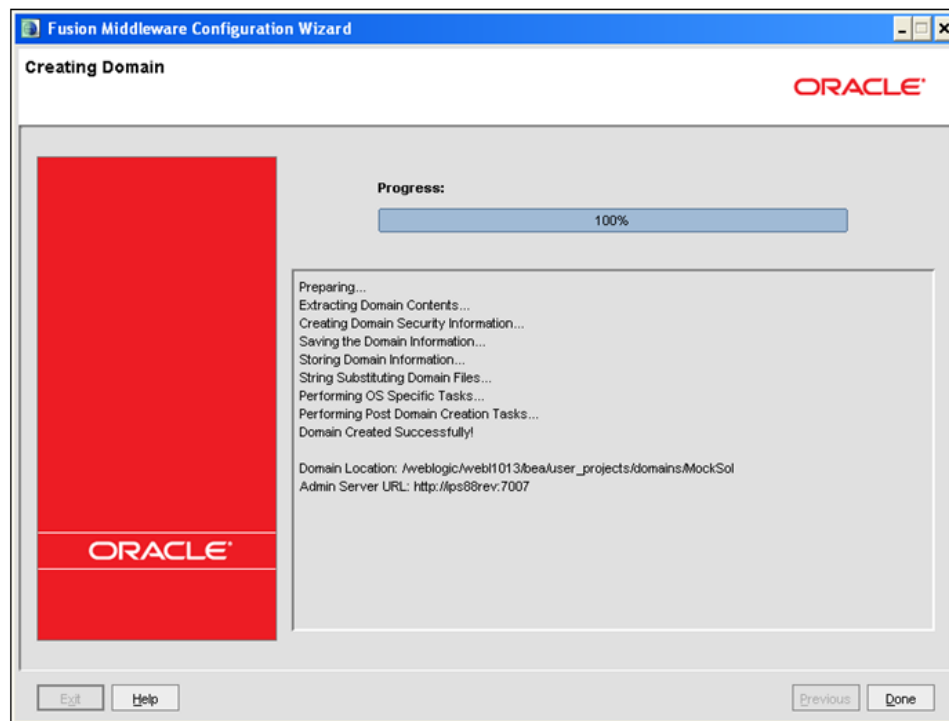 Fusion Middleware Configuration Wizard
Creating Domain
ORACLE
Progress:
100%
Preparing...
Extracting Domain Contents...
Creating Domain Security Information...
Saving the Domain Information...
Storing Domain Information...
String Substituting Domain Files...
Performing OS Specific Tasks...
Performing Post Domain Creation Tasks...
Domain Created Successfully!
Domain Location: /weblogic/webl1013/bea/user_projects/domains/MockSol
Admin Server URL: http://ips88rev:7007
ORACLE
Exit Help Previous Done